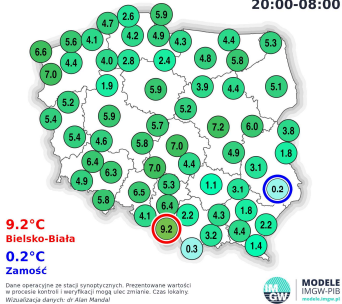 20:00-08:00
4.7 2.6 5.9
5.6 4.1 4.2 4.9 4.3 4.4 5.3
6.6 4.4 4.0 2.8 2.4 4.8 5.8
7.0 1.9 5.9 3.9 4.4 5.1
5.2 5.2
5.4 5.9 5.7 7.2 6.0 3.8
5.4 4.6 5.8 7.0 4.9 1.8
6.4 6.3 7.0 4.4 3.1
4.9 6.5 5.3 1.1 3.1 0.2
5.8 6.4 1.8
4.1 2.2 4.3 2.2
9.2 3.2 4.4
0.3 1.4
9.2°C
Bielsko-Biała
0.2°C
Zamość
Dane operacyjne ze stacji synoptycznych. Prezentowane wartości
w procesie kontroli i weryfikacji mogą ulec zmianie. Czas lokalny.
Wizualizacja danych: dr Alan Mandal
IM
GW
MODELE
IMGW-PIB
modele.imgw.pl